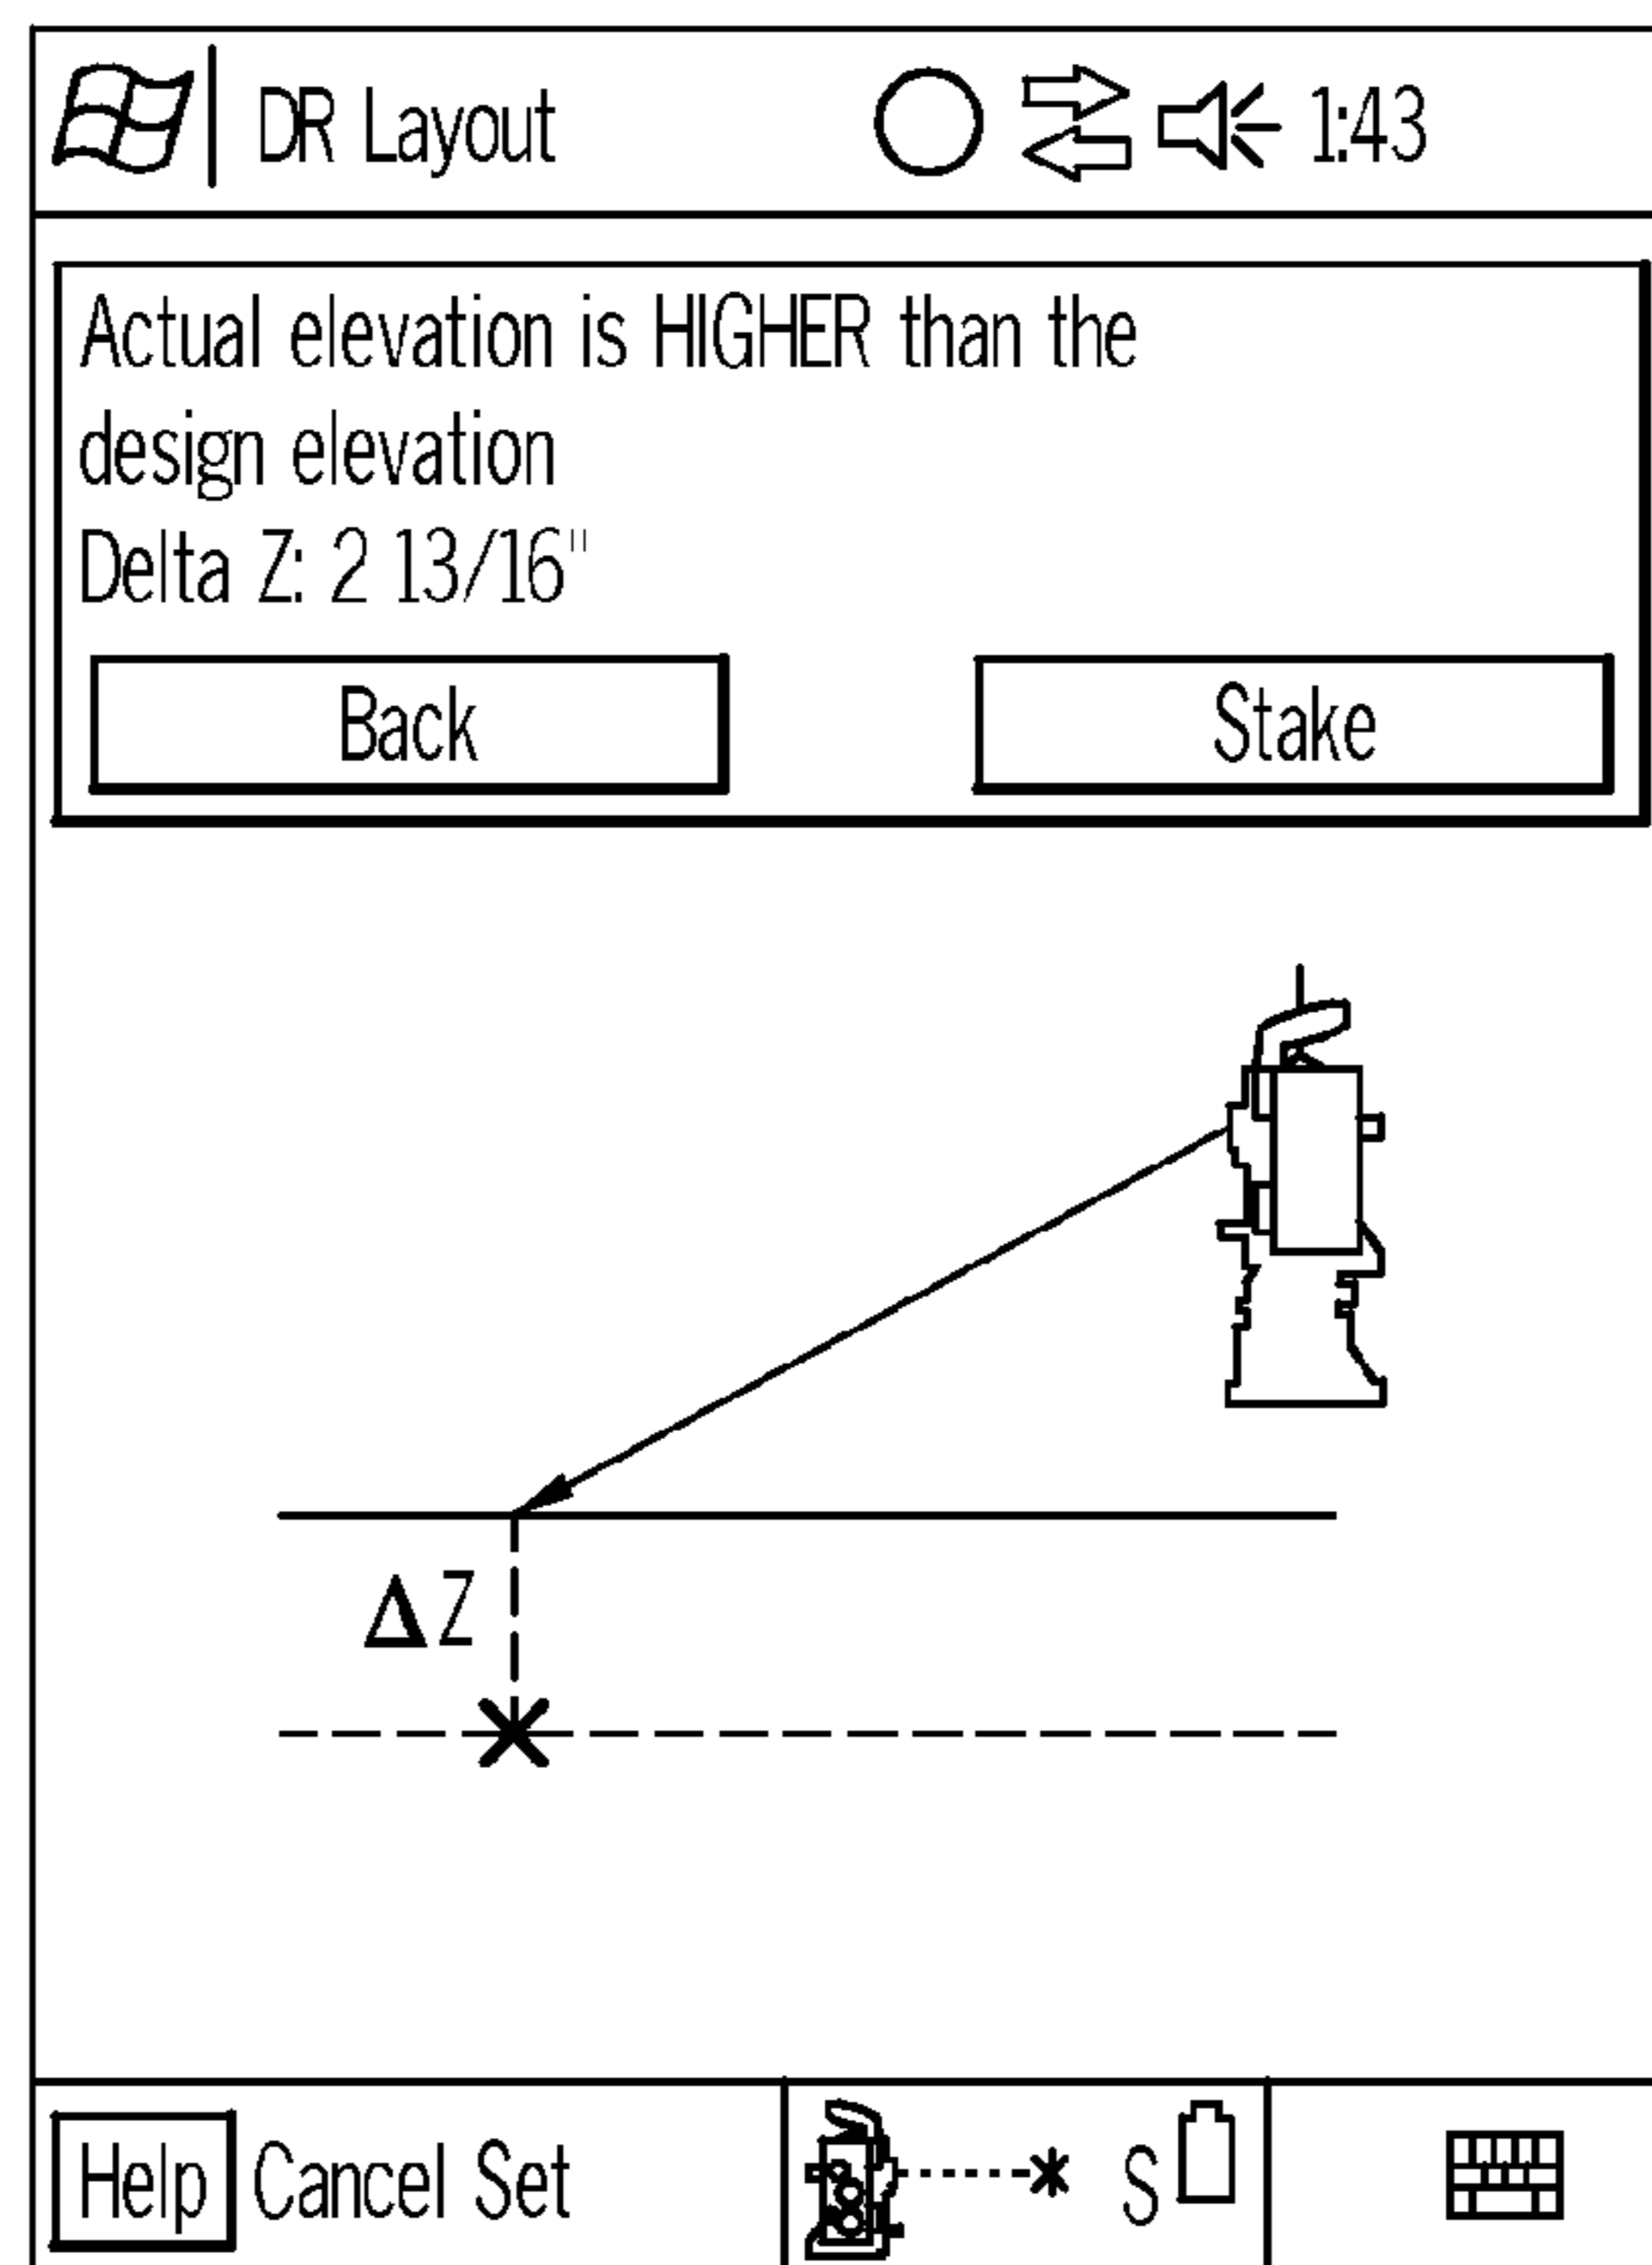 DR Layout 1:43
Actual elevation is HIGHER than the
design elevation
Delta Z: 2 13/16"
Back Stake
ΔZ
Help Cancel Set S